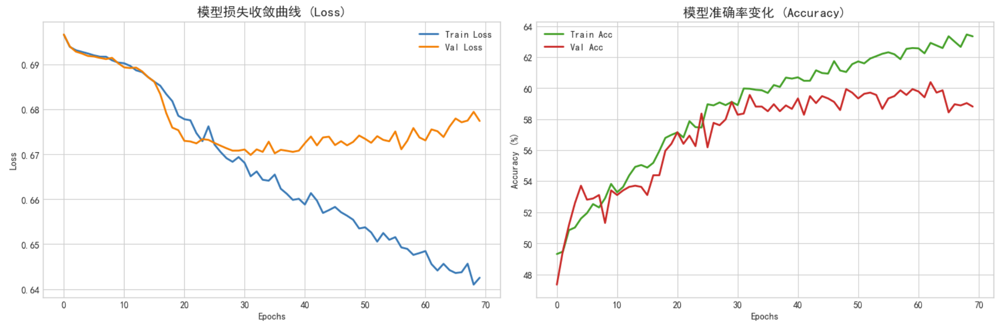 模型损失收敛曲线 (Loss)
Train Loss
Val Loss
0.69
0.68
0.67
0.66
0.65
0.64
Loss
0 10 20 30 40 50 60 70
Epochs
模型准确率变化 (Accuracy)
Train Acc
Val Acc
64
62
60
58
56
54
52
50
48
Accuracy (%)
0 10 20 30 40 50 60 70
Epochs